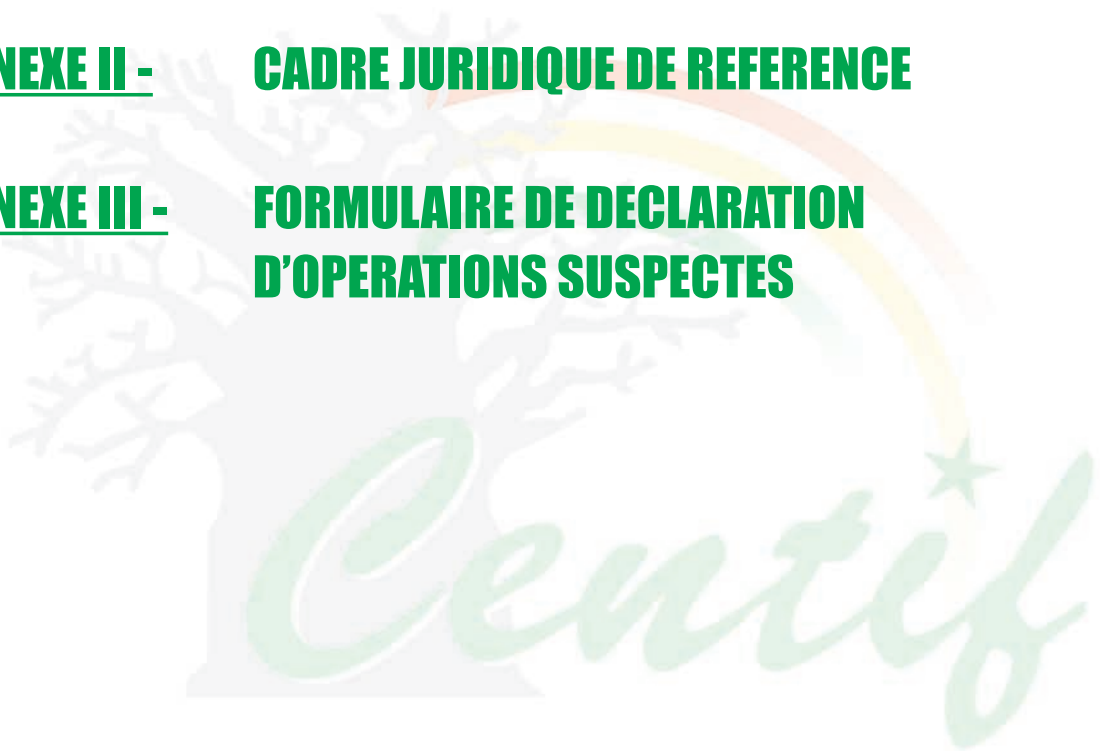 NEXE II - CADRE JURIDIQUE DE REFERENCE
NEXE III - FORMULAIRE DE DECLARATION
D’OPERATIONS SUSPECTES
Centif